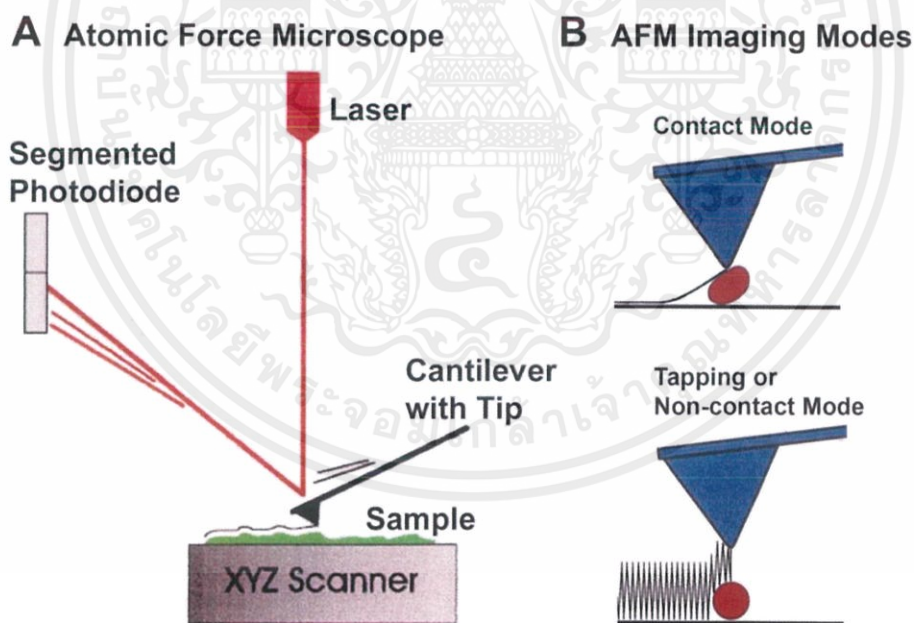 A Atomic Force Microscope
Laser
Segmented
Photodiode
Cantilever
with Tip
Sample
XYZ Scanner
B AFM Imaging Modes
Contact Mode
Tapping or
Non-contact Mode